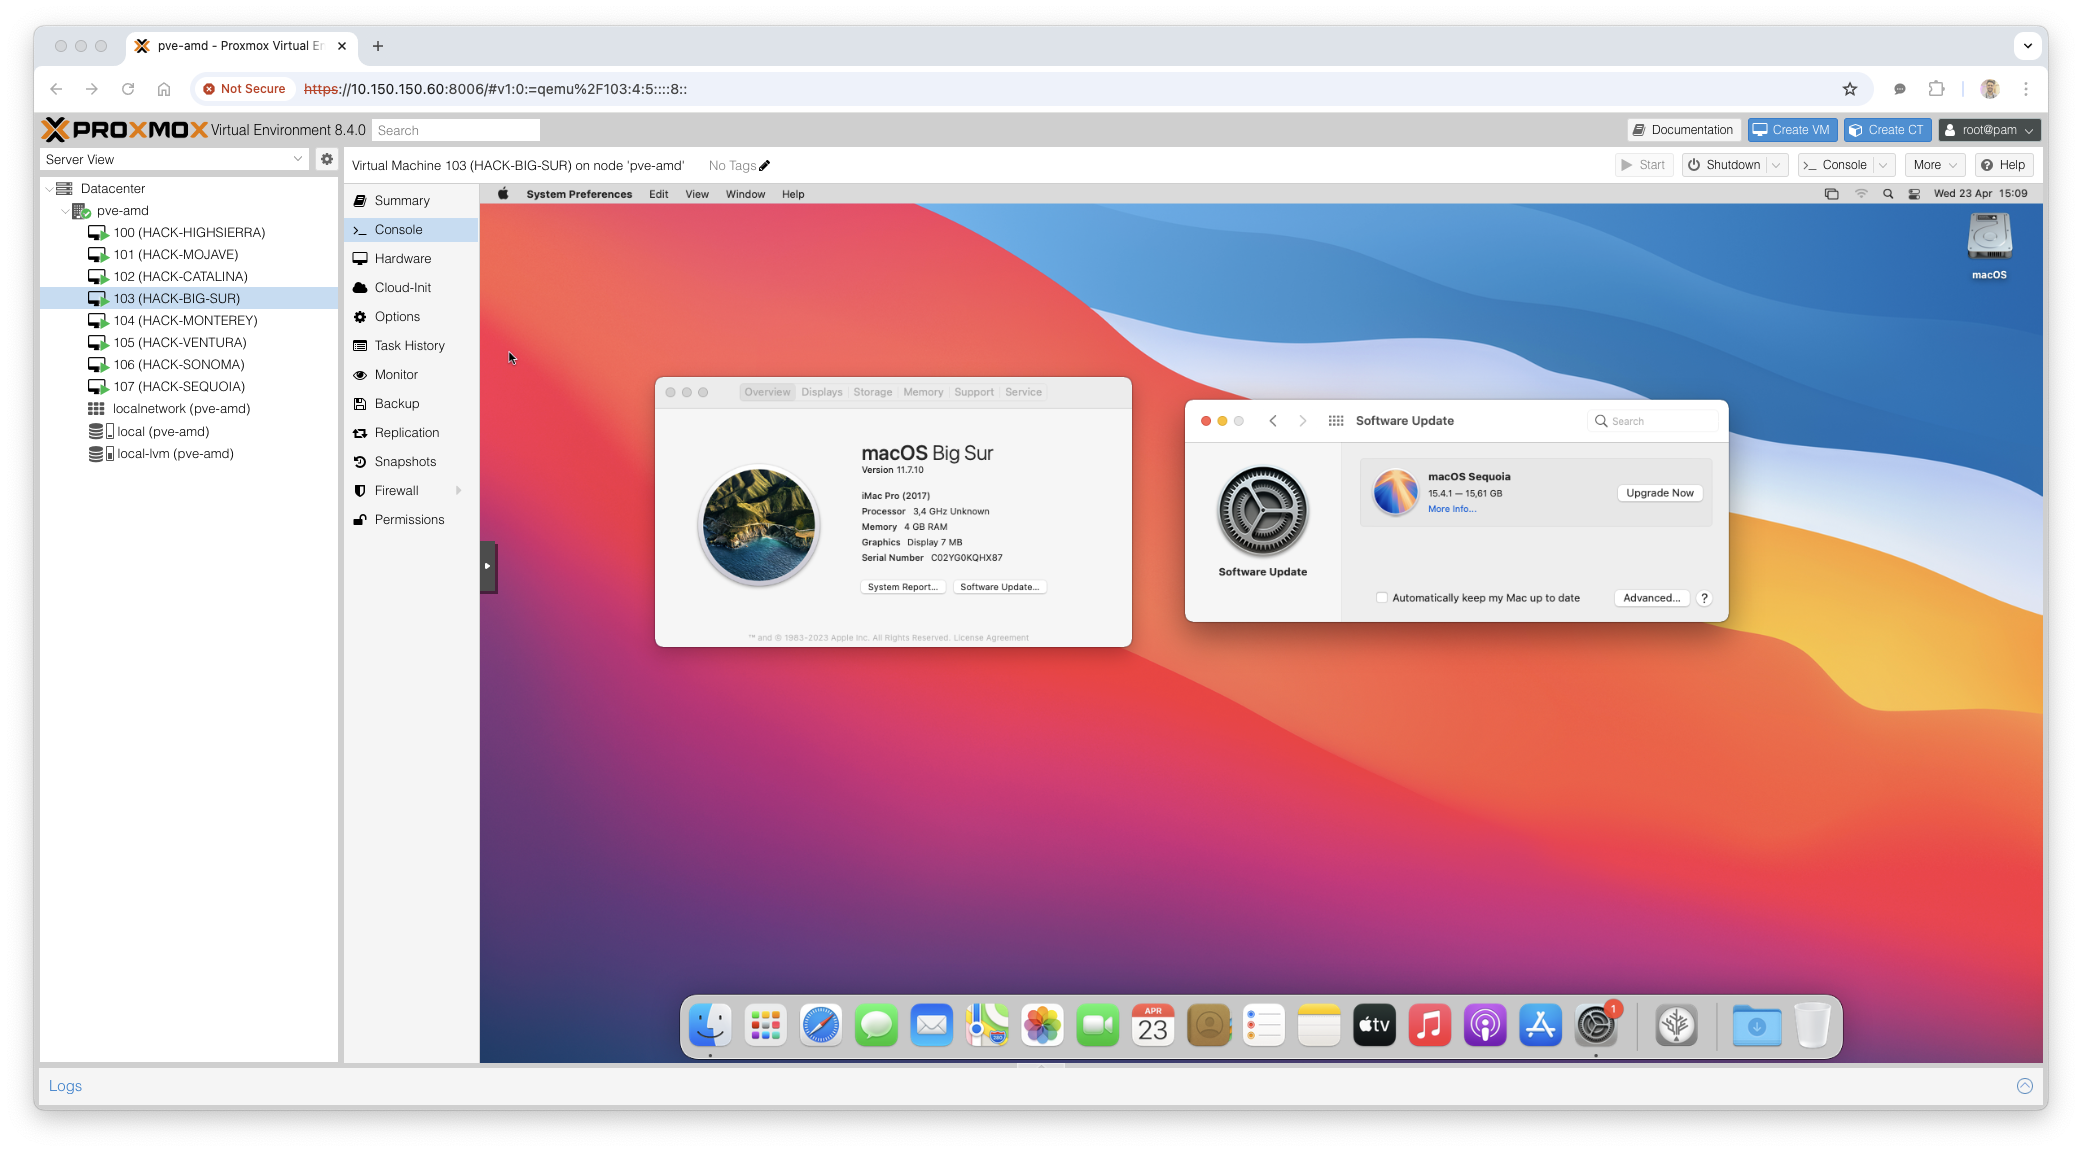 pve-amd - Proxmox Virtual Er
Not Secure
https://10.150.150.60:8006/#v1:0:=qemu%2F103:4:5::::8::
PROXMOX Virtual Environment 8.4.0 Search
Documentation Create VM Create CT root@pam
Server View
Virtual Machine 103 (HACK-BIG-SUR) on node 'pve-amd' No Tags
Start Shutdown Console More Help
Datacenter
pve-amd
100 (HACK-HIGHSIERRA)
101 (HACK-MOJAVE)
102 (HACK-CATALINA)
103 (HACK-BIG-SUR)
104 (HACK-MONTEREY)
105 (HACK-VENTURA)
106 (HACK-SONOMA)
107 (HACK-SEQUOIA)
localnetwork (pve-amd)
local (pve-amd)
local-lvm (pve-amd)
Summary
Console
Hardware
Cloud-Init
Options
Task History
Monitor
Backup
Replication
Snapshots
Firewall
Permissions
System Preferences Edit View Window Help
Wed 23 Apr 15:09
macOS
Overview Displays Storage Memory Support Service
macOS Big Sur
Version 11.7.10
iMac Pro (2017)
Processor 3,4 GHz Unknown
Memory 4 GB RAM
Graphics Display 7 MB
Serial Number C02YG0KQHX87
System Report... Software Update...
™ and © 1983-2023 Apple Inc. All Rights Reserved. License Agreement
Software Update
Search
Software Update
macOS Sequoia
15.4.1 — 15,61 GB
More info...
Upgrade Now
Automatically keep my Mac up to date
Advanced... ?
APR
23
tv
1
Logs